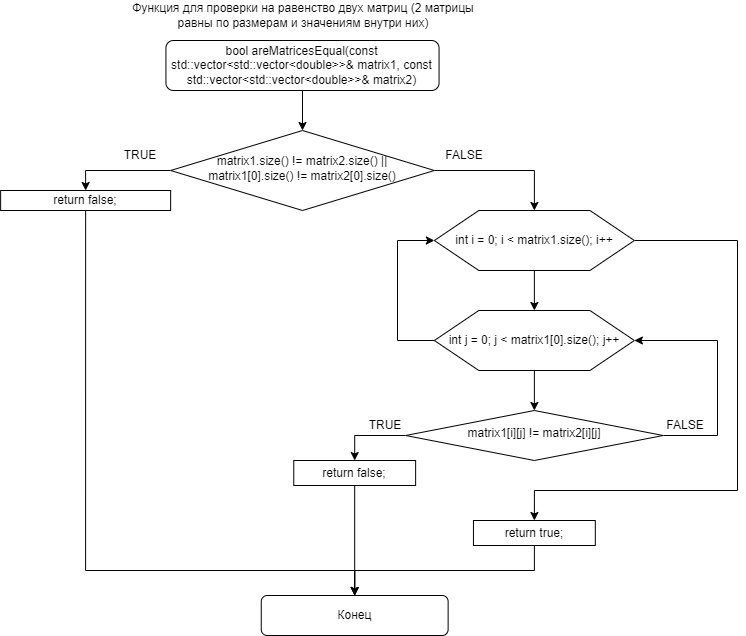 Функция для проверки на равенство двух матриц (2 матрицы
равны по размерам и значениям внутри них)
bool areMatricesEqual(const
std::vector<std::vector<double>>& matrix1, const
std::vector<std::vector<double>>& matrix2)
TRUE
FALSE
matrix1.size() != matrix2.size() ||
matrix1[0].size() != matrix2[0].size()
return false;
int i = 0; i < matrix1.size(); i++
int j = 0; j < matrix1[0].size(); j++
TRUE
FALSE
matrix1[i][j] != matrix2[i][j]
return false;
return true;
Конец